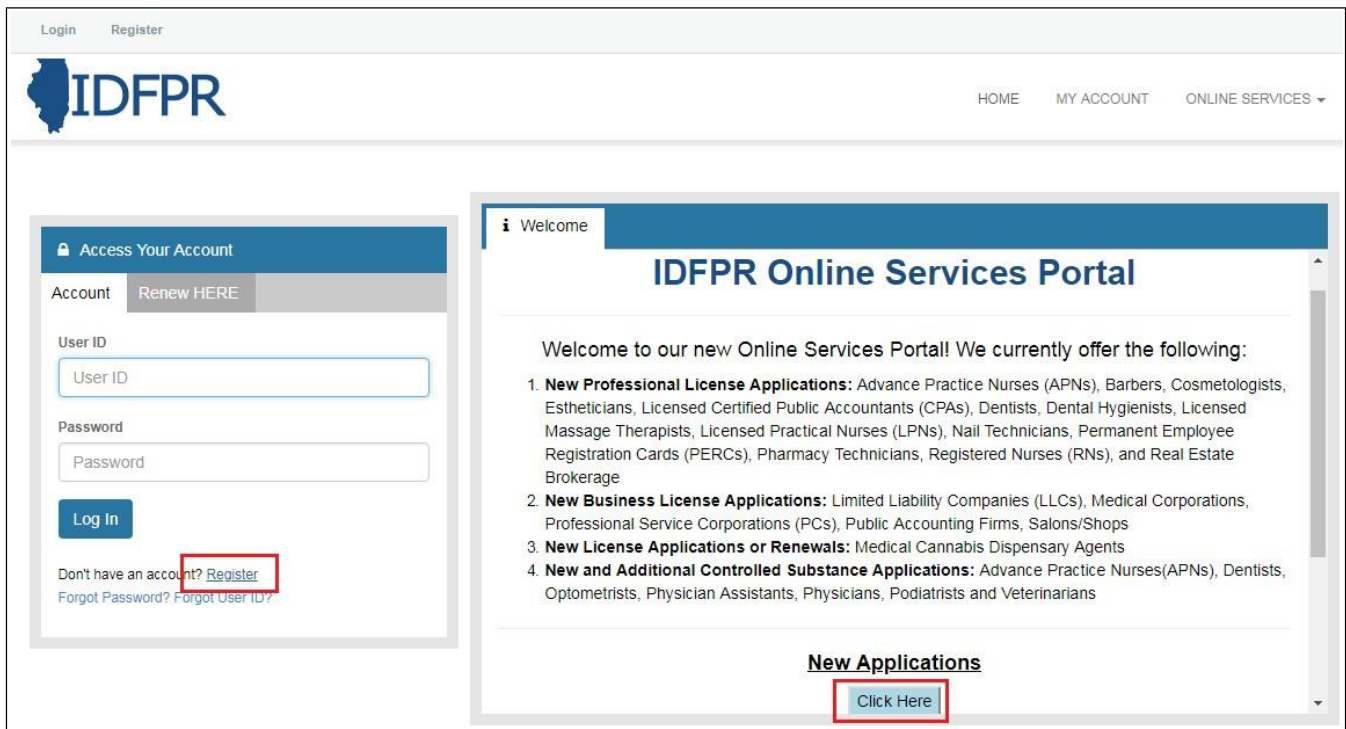 Login Register
IDFPR
HOME MY ACCOUNT ONLINE SERVICES
Access Your Account
Account Renew HERE
User ID
User ID
Password
Password
Log In
Don't have an account? Register
Forgot Password? Forgot User ID?
i Welcome
IDFPR Online Services Portal
Welcome to our new Online Services Portal! We currently offer the following:
1. New Professional License Applications: Advance Practice Nurses (APNs), Barbers, Cosmetologists,
Estheticians, Licensed Certified Public Accountants (CPAs), Dentists, Dental Hygienists, Licensed
Massage Therapists, Licensed Practical Nurses (LPNs), Nail Technicians, Permanent Employee
Registration Cards (PERCs), Pharmacy Technicians, Registered Nurses (RNs), and Real Estate
Brokerage
2. New Business License Applications: Limited Liability Companies (LLCs), Medical Corporations,
Professional Service Corporations (PCs), Public Accounting Firms, Salons/Shops
3. New License Applications or Renewals: Medical Cannabis Dispensary Agents
4. New and Additional Controlled Substance Applications: Advance Practice Nurses(APNs), Dentists,
Optometrists, Physician Assistants, Physicians, Podiatrists and Veterinarians
New Applications
Click Here